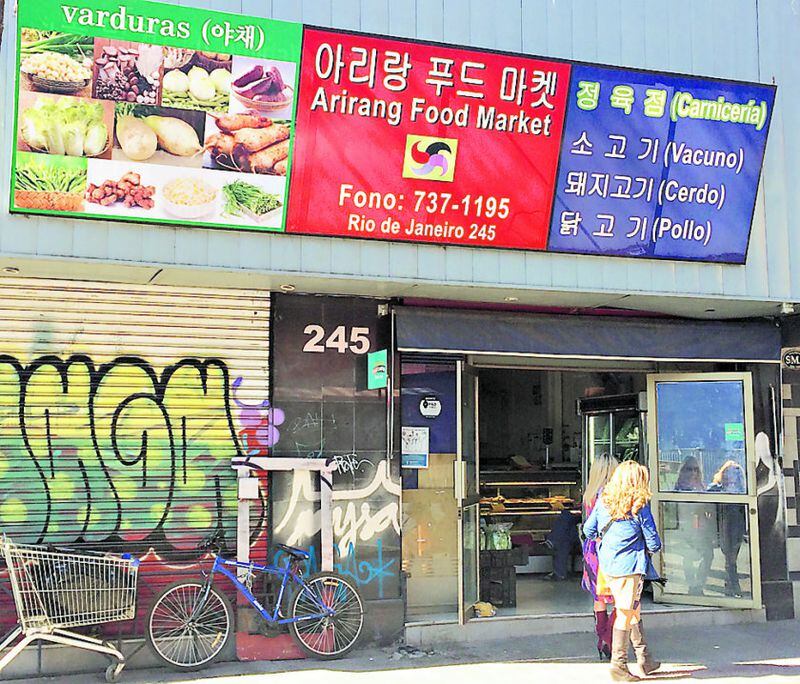 varduras (야채)
아리랑 푸드 마켓
Arirang Food Market
Fono: 737-1195
Rio de Janeiro 245
정육점 (Carnicería)
소 고 기 (Vacuno)
돼지고기 (Cerdo)
닭 고 기 (Pollo)
245